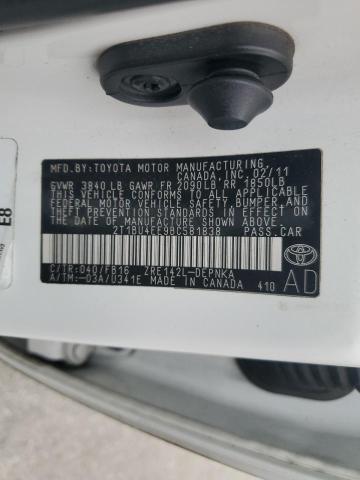 MFD.BY:TOYOTA MOTOR MANUFACTURING,
CANADA,INC. 02/11
GVWR 3840 LB GAWR FR 2090LB RR 1850LB
THIS VEHICLE CONFORMS TO ALL APPLICABLE
FEDERAL MOTOR VEHICLE SAFETY, BUMPER, AND
THEFT PREVENTION STANDARDS IN EFFECT ON
THE DATE OF MANUFACTURE SHOWN ABOVE.
2T1BU4EE9BC581838 PASS.CAR
C/TR:040/FB16 ZRE142L-DEPNKA
A/TM:-03A/U341E MADE IN CANADA 410
AD
E8